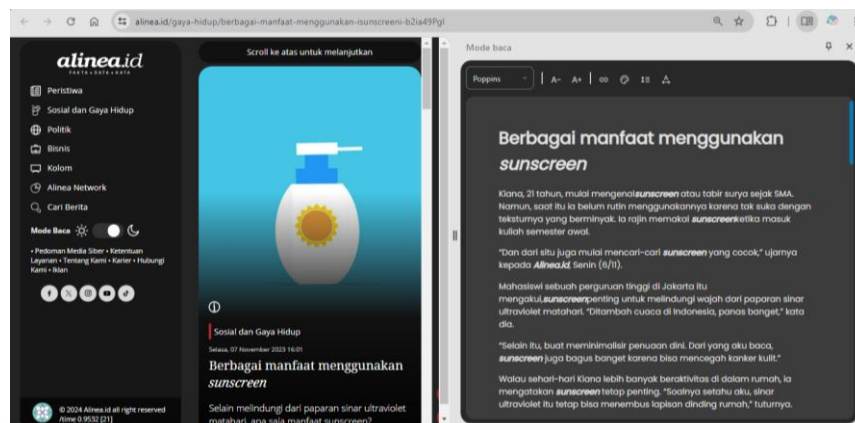 alinea.id/gaya-hidup/berbagai-manfaat-menggunakan-isunscreeni-b2ia49Pgl
alinea.id
FAKTA • DATA • KATA
Peristiwa
Sosial dan Gaya Hidup
Politik
Bisnis
Kolom
Alinea Network
Cari Berita
Mode Baca
• Pedoman Media Siber • Ketentuan
Layanan • Tentang Kami • Karier • Hubungi
Kami • Iklan
© 2024 Alinea.id all right reserved
/time 0.9532 [21]
Scroll ke atas untuk melanjutkan
Sosial dan Gaya Hidup
Selasa, 07 November 2023 16:01
Berbagai manfaat menggunakan
sunscreen
Selain melindungi dari paparan sinar ultraviolet
matahari, apa saja manfaat sunscreen?
Mode baca
Poppins
A- A+
Berbagai manfaat menggunakan
sunscreen
Kiana, 21 tahun, mulai mengenalsunscreen atau tabir surya sejak SMA.
Namun, saat itu ia belum rutin menggunakannya karena tak suka dengan
teksturnya yang berminyak. Ia rajin memakai sunscreenketika masuk
kuliah semester awal.
“Dan dari situ juga mulai mencari-cari sunscreen yang cocok,” ujarnya
kepada Alinea.id, Senin (6/11).
Mahasiswi sebuah perguruan tinggi di Jakarta itu
mengakui,sunscreenpenting untuk melindungi wajah dari paparan sinar
ultraviolet matahari. “Ditambah cuaca di Indonesia, panas banget,” kata
dia.
“Selain itu, buat meminimalisir penuaan dini. Dari yang aku baca,
sunscreen juga bagus banget karena bisa mencegah kanker kulit.”
Walau sehari-hari Kiana lebih banyak beraktivitas di dalam rumah, ia
mengatakan sunscreen tetap penting. “Soalnya setahu aku, sinar
ultraviolet itu tetap bisa menembus lapisan dinding rumah,” tuturnya.